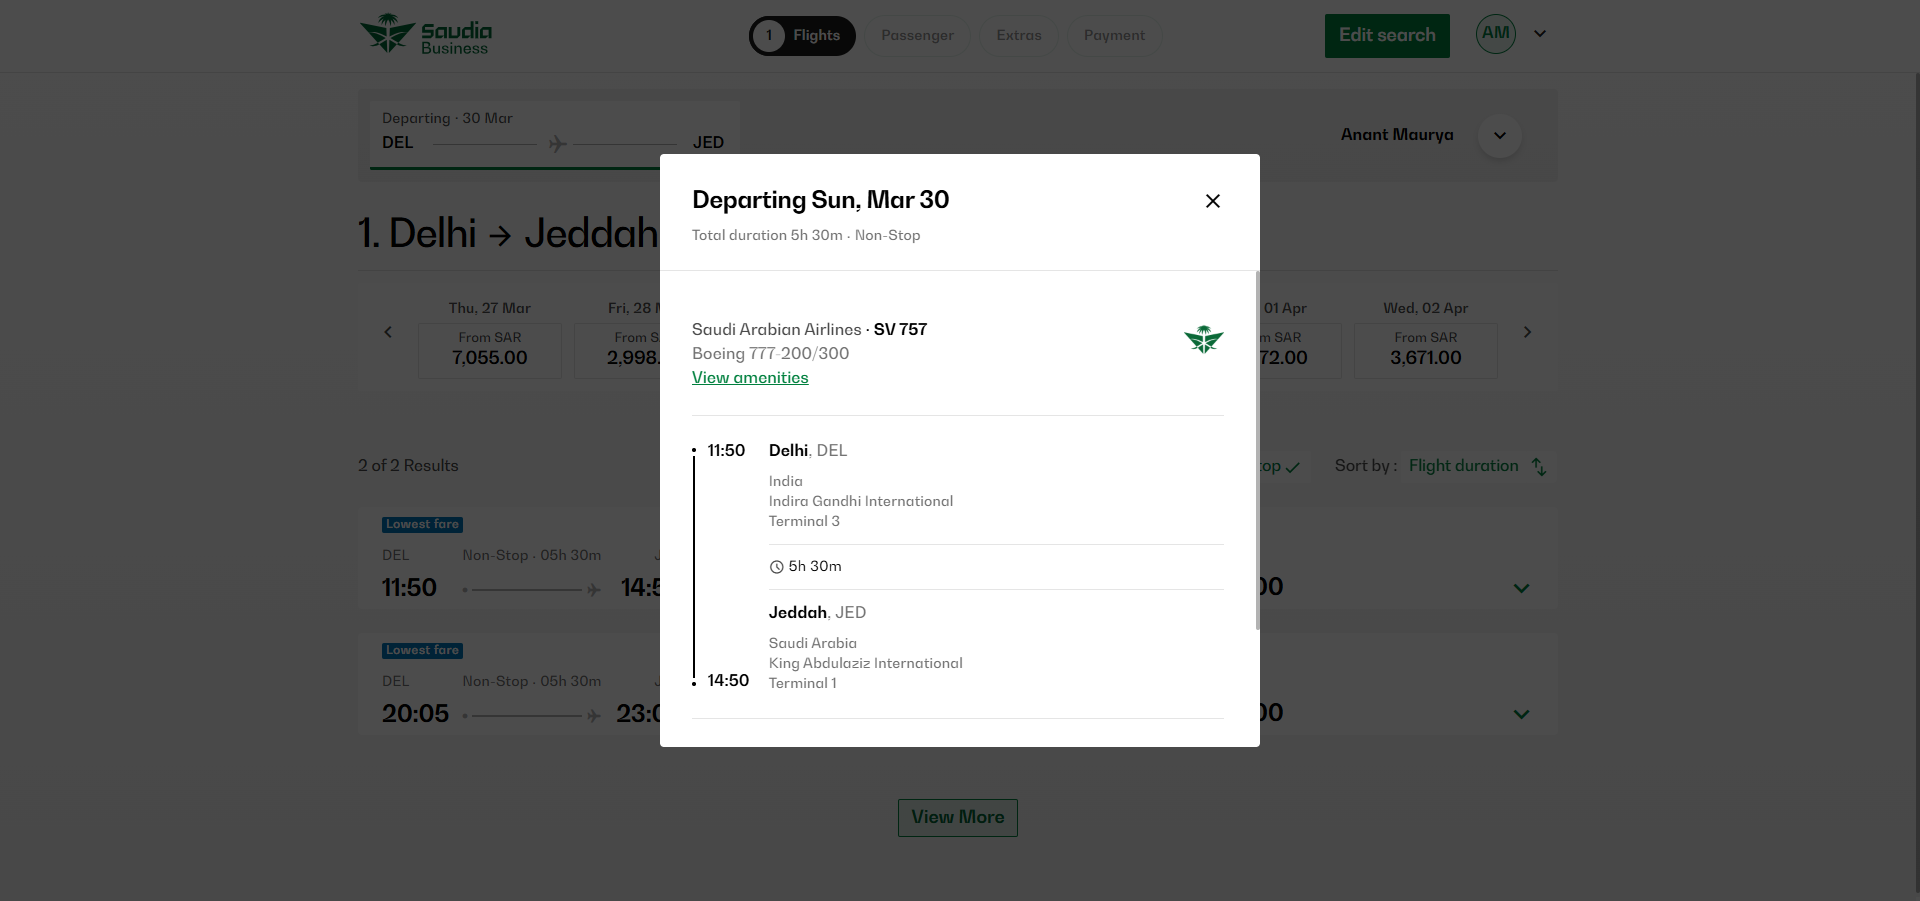 Saudia
Business
1 Flights
Passenger
Extras
Payment
Edit search
AM
Departing · 30 Mar
DEL JED
Anant Maurya
1. Delhi → Jeddah
Thu, 27 Mar
From SAR
7,055.00
Fri, 28
From
2,998.
01 Apr
SAR
72.00
Wed, 02 Apr
From SAR
3,671.00
2 of 2 Results
Sort by : Flight duration
Lowest fare
DEL Non-Stop · 05h 30m
11:50 14:5
00
Lowest fare
DEL Non-Stop · 05h 30m
20:05 23:0
00
View More
Departing Sun, Mar 30
Total duration 5h 30m · Non-Stop
Saudi Arabian Airlines · SV 757
Boeing 777-200/300
View amenities
11:50 Delhi, DEL
India
Indira Gandhi International
Terminal 3
5h 30m
Jeddah, JED
Saudi Arabia
King Abdulaziz International
14:50 Terminal 1